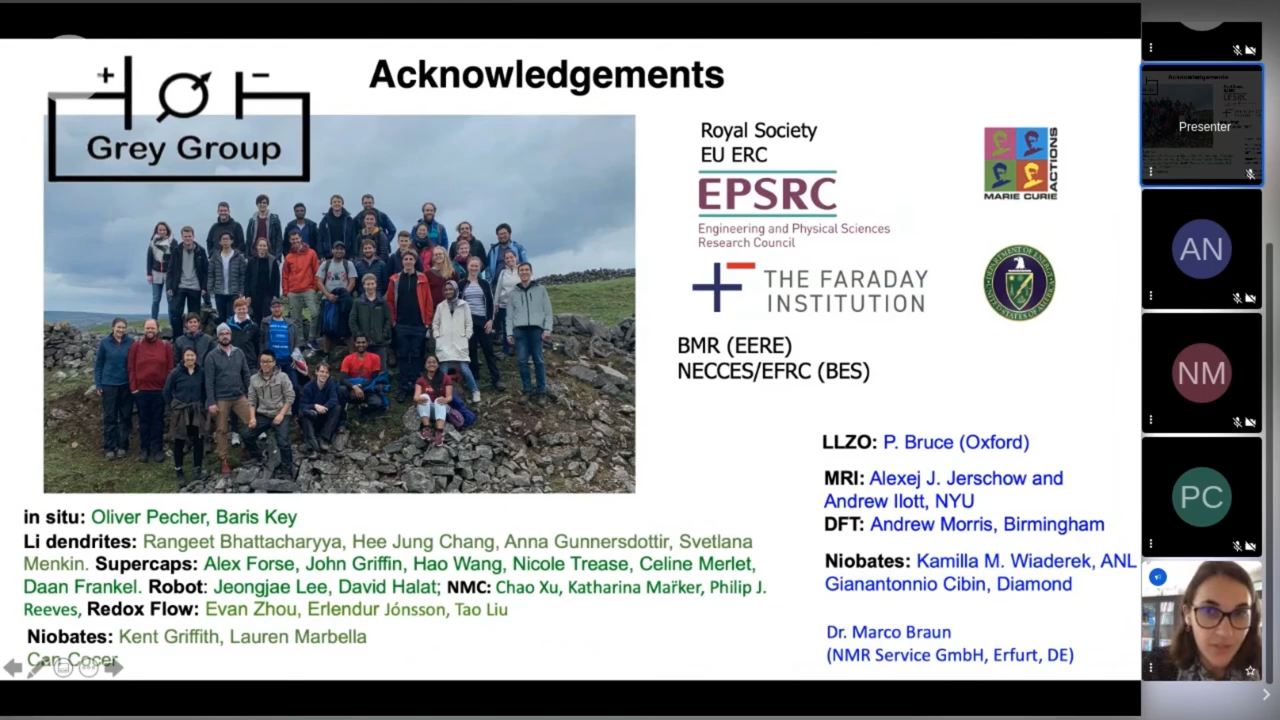 Acknowledgements
+ −
Grey Group
Royal Society
EU ERC
EPSRC
Engineering and Physical Sciences
Research Council
MARIE CURIE
ACTIONS
THE FARADAY
INSTITUTION
BMR (EERE)
NECCES/EFRC (BES)
LLZO: P. Bruce (Oxford)
MRI: Alexej J. Jerschow and
Andrew Ilott, NYU
DFT: Andrew Morris, Birmingham
Niobates: Kamilla M. Wiaderek, ANL
Gianantonnio Cibin, Diamond
Dr. Marco Braun
(NMR Service GmbH, Erfurt, DE)
in situ: Oliver Pecher, Baris Key
Li dendrites: Rangeet Bhattacharyya, Hee Jung Chang, Anna Gunnersdottir, Svetlana
Menkin. Supercaps: Alex Forse, John Griffin, Hao Wang, Nicole Trease, Celine Merlet,
Daan Frankel. Robot: Jeongjae Lee, David Halat; NMC: Chao Xu, Katharina Mar̈ker, Philip J.
Reeves, Redox Flow: Evan Zhou, Erlendur Jónsson, Tao Liu
Niobates: Kent Griffith, Lauren Marbella
Can Cocer
Presenter
AN
NM
PC